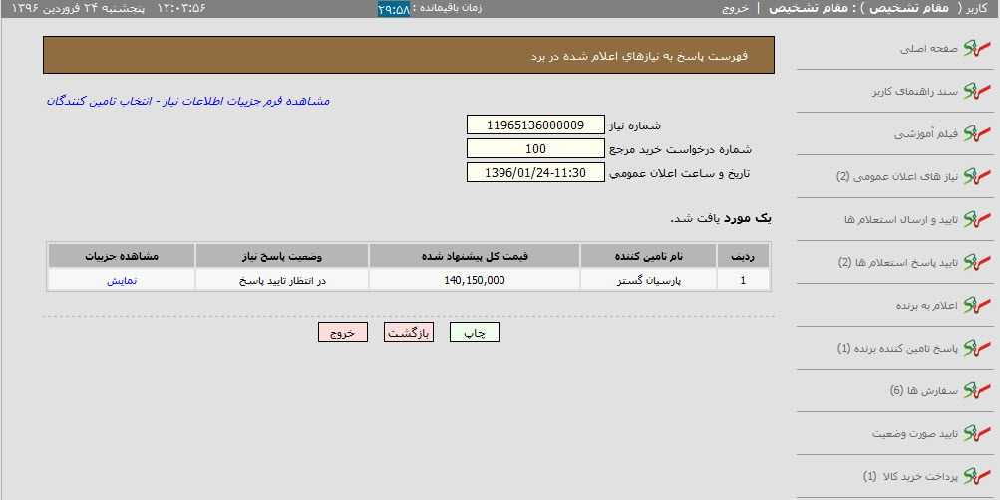 کاربر ( مقام تشخیص ) : مقام تشخیص | خروج
زمان باقیمانده : ۲۹:۵۸
۱۲:۰۳:۵۶ پنجشنبه ۲۴ فروردین ۱۳۹۶
صفحه اصلی
سند راهنمای کاربر
فیلم آموزشی
نیاز های اعلان عمومی (2)
تایید و ارسال استعلام ها
تایید پاسخ استعلام ها (2)
اعلام به برنده
پاسخ تامین کننده برنده (1)
سفارش ها (6)
تایید صورت وضعیت
پرداخت خرید کالا (1)
فهرست پاسخ به نیازهاي اعلام شده در برد
مشاهده فرم جزییات اطلاعات نیاز - انتخاب تامین کنندگان
شماره نیاز 11965136000009
شماره درخواست خرید مرجع 100
تاریخ و ساعت اعلان عمومي 1396/01/24-11:30
یک مورد یافت شد.
ردیف نام تامین کننده قیمت کل پیشنهاد شده وضعیت پاسخ نیاز مشاهده جزییات
1 پارسیان گستر 140,150,000 در انتظار تایید پاسخ نمایش
چاپ بازگشت خروج